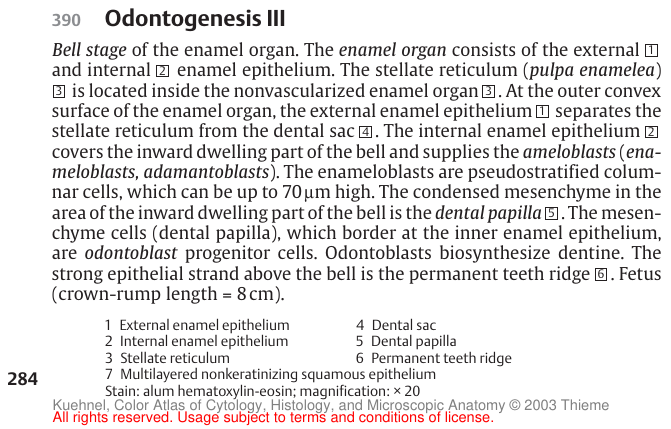 390 Odontogenesis III
Bell stage of the enamel organ. The enamel organ consists of the external 1
and internal 2 enamel epithelium. The stellate reticulum (pulpa enamelea)
3 is located inside the nonvascularized enamel organ 3. At the outer convex
surface of the enamel organ, the external enamel epithelium 1 separates the
stellate reticulum from the dental sac 4. The internal enamel epithelium 2
covers the inward dwelling part of the bell and supplies the ameloblasts (ena-
meloblasts, adamantoblasts). The enameloblasts are pseudostratified colum-
nar cells, which can be up to 70 µm high. The condensed mesenchyme in the
area of the inward dwelling part of the bell is the dental papilla 5. The mesen-
chyme cells (dental papilla), which border at the inner enamel epithelium,
are odontoblast progenitor cells. Odontoblasts biosynthesize dentine. The
strong epithelial strand above the bell is the permanent teeth ridge 6. Fetus
(crown-rump length = 8 cm).
1 External enamel epithelium 4 Dental sac
2 Internal enamel epithelium 5 Dental papilla
3 Stellate reticulum 6 Permanent teeth ridge
7 Multilayered nonkeratinizing squamous epithelium
284
Stain: alum hematoxylin-eosin; magnification: × 20
Kuehnel, Color Atlas of Cytology, Histology, and Microscopic Anatomy © 2003 Thieme
All rights reserved. Usage subject to terms and conditions of license.